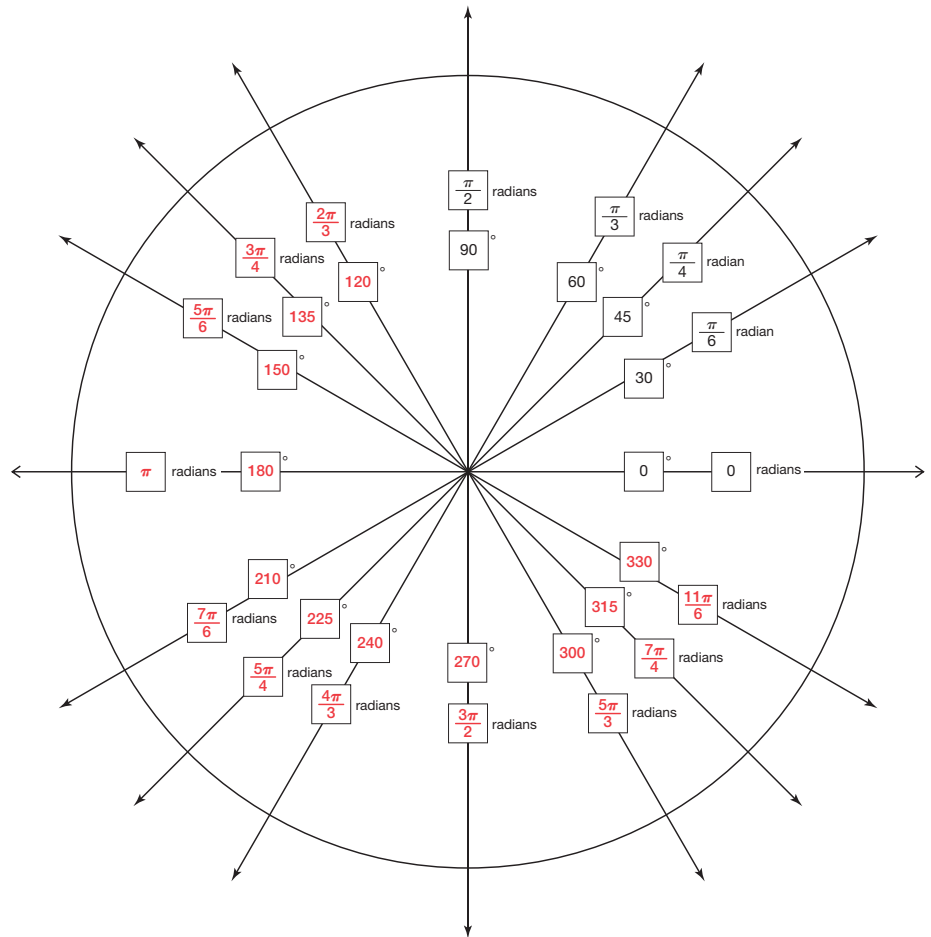 π/2 radians
90°
2π/3 radians
120°
π/3 radians
60°
3π/4 radians
135°
π/4 radian
45°
5π/6 radians
150°
π/6 radian
30°
π radians 180° 0° 0 radians
210°
7π/6 radians
225°
5π/4 radians
240°
4π/3 radians
270°
3π/2 radians
300°
5π/3 radians
315°
7π/4 radians
330°
11π/6 radians